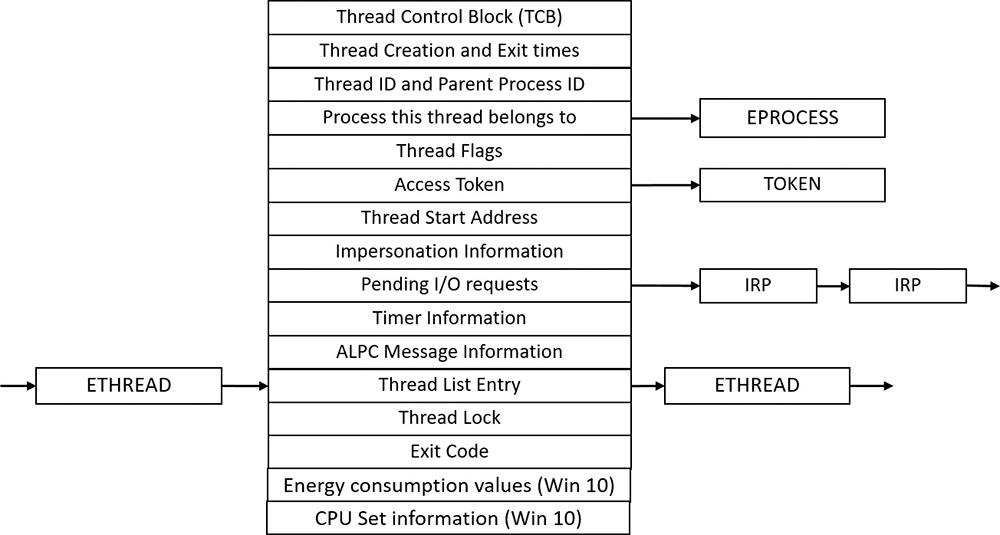 Thread Control Block (TCB)
Thread Creation and Exit times
Thread ID and Parent Process ID
Process this thread belongs to
EPROCESS
Thread Flags
Access Token
TOKEN
Thread Start Address
Impersonation Information
Pending I/O requests
IRP
IRP
Timer Information
ALPC Message Information
ETHREAD
Thread List Entry
ETHREAD
Thread Lock
Exit Code
Energy consumption values (Win 10)
CPU Set information (Win 10)